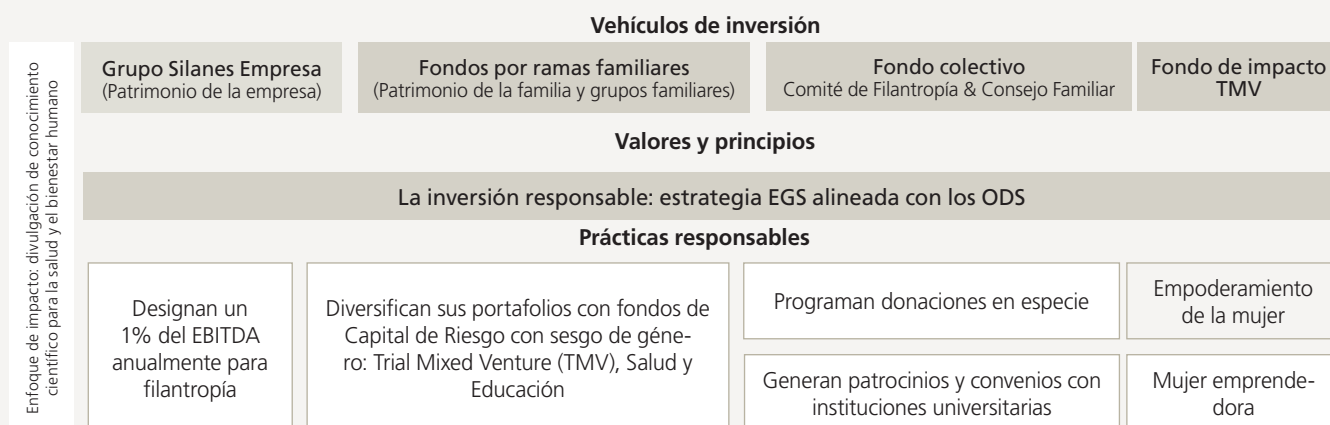 Vehículos de inversión
Enfoque de impacto: divulgación de conocimiento
científico para la salud y el bienestar humano
Grupo Silanes Empresa
(Patrimonio de la empresa)
Fondos por ramas familiares
(Patrimonio de la familia y grupos familiares)
Fondo colectivo
Comité de Filantropía & Consejo Familiar
Fondo de impacto
TMV
Valores y principios
La inversión responsable: estrategia EGS alineada con los ODS
Prácticas responsables
Designan un
1% del EBITDA
anualmente para
filantropía
Diversifican sus portafolios con fondos de
Capital de Riesgo con sesgo de géne-
ro: Trial Mixed Venture (TMV), Salud y
Educación
Programan donaciones en especie
Generan patrocinios y convenios con
instituciones universitarias
Empoderamiento
de la mujer
Mujer emprende-
dora